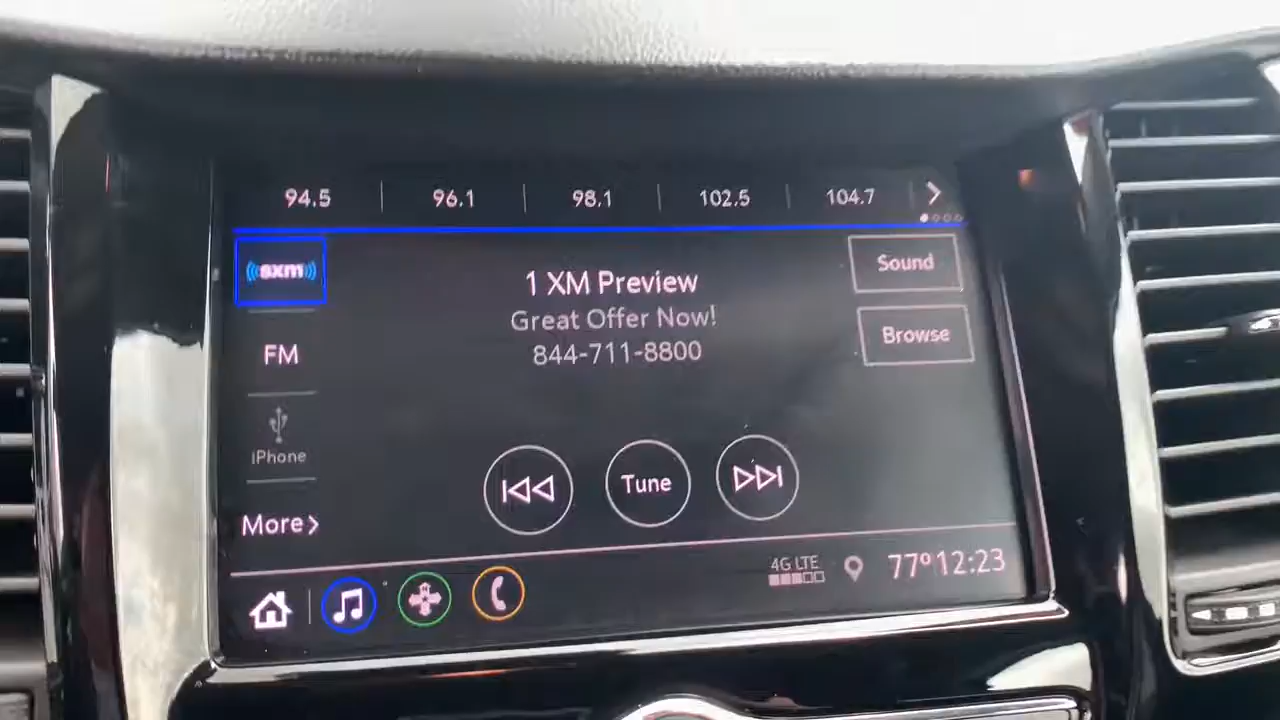 94.5 96.1 98.1 102.5 104.7
sxm
1 XM Preview
Great Offer Now!
844-711-8800
Sound
Browse
FM
iPhone
More
Tune
4G LTE
77° 12:23